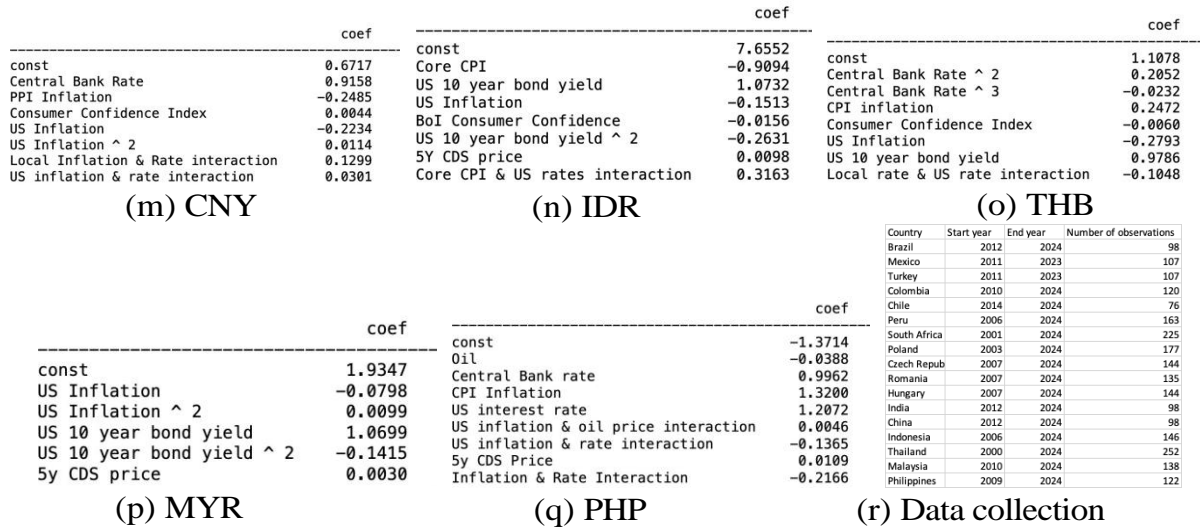 coef
const 0.6717
Central Bank Rate 0.9158
PPI Inflation -0.2485
Consumer Confidence Index 0.0044
US Inflation -0.2234
US Inflation ^ 2 0.0114
Local Inflation & Rate interaction 0.1299
US inflation & rate interaction 0.0301
(m) CNY
coef
const 7.6552
Core CPI -0.9094
US 10 year bond yield 1.0732
US Inflation -0.1513
BoI Consumer Confidence -0.0156
US 10 year bond yield ^ 2 -0.2631
5Y CDS price 0.0098
Core CPI & US rates interaction 0.3163
(n) IDR
coef
const 1.1078
Central Bank Rate ^ 2 0.2052
Central Bank Rate ^ 3 -0.0232
CPI inflation 0.2472
Consumer Confidence Index -0.0060
US Inflation -0.2793
US 10 year bond yield 0.9786
Local rate & US rate interaction -0.1048
(o) THB
coef
const 1.9347
US Inflation -0.0798
US Inflation ^ 2 0.0099
US 10 year bond yield 1.0699
US 10 year bond yield ^ 2 -0.1415
5y CDS price 0.0030
(p) MYR
coef
const -1.3714
Oil -0.0388
Central Bank rate 0.9962
CPI Inflation 1.3200
US interest rate 1.2072
US inflation & oil price interaction 0.0046
US inflation & rate interaction -0.1365
5y CDS Price 0.0109
Inflation & Rate Interaction -0.2166
(q) PHP
Country Start year End year Number of observations
Brazil 2012 2024 98
Mexico 2011 2023 107
Turkey 2011 2023 107
Colombia 2010 2024 120
Chile 2014 2024 76
Peru 2006 2024 163
South Africa 2001 2024 225
Poland 2003 2024 177
Czech Repub 2007 2024 144
Romania 2007 2024 135
Hungary 2007 2024 144
India 2012 2024 98
China 2012 2024 98
Indonesia 2006 2024 146
Thailand 2000 2024 252
Malaysia 2010 2024 138
Philippines 2009 2024 122
(r) Data collection